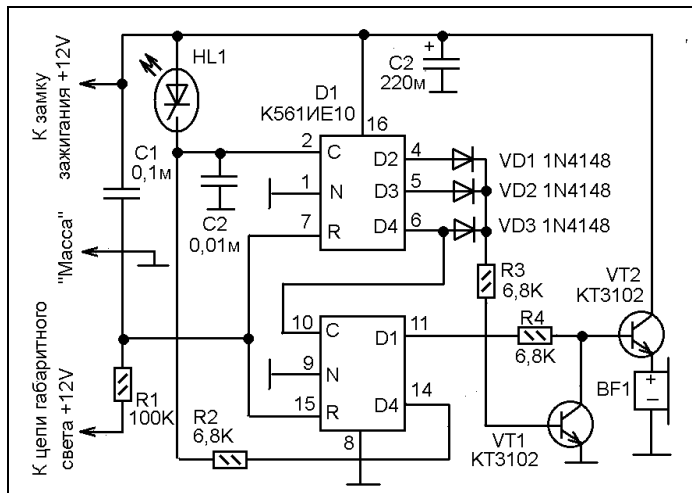 К замку
зажигания +12V
"Масса"
К цепи габаритного
света +12V
HL1
C1
0,1м
C2
0,01м
R1
100K
R2
6,8K
D1
К561ИЕ10
16
2
C
D2
4
1
N
D3
5
7
R
D4
6
10
C
D1
11
9
N
15
R
D4
14
8
+
C2
220м
VD1 1N4148
VD2 1N4148
VD3 1N4148
R3
6,8K
R4
6,8K
VT2
КТ3102
BF1
+
−
VT1
КТ3102